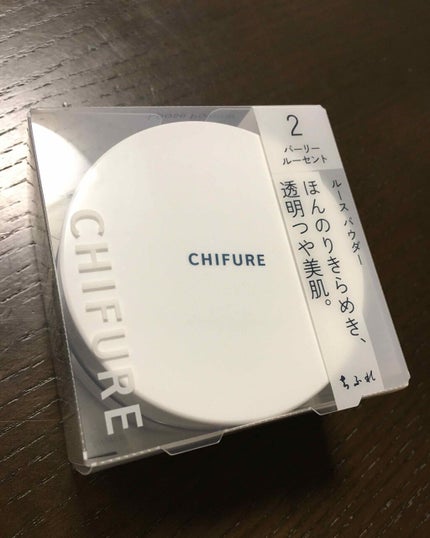 2
パーリー
ルーセント
ルース パウダー
ほんのりきらめき、
透明つや美肌。
ちふれ
CHIFURE
CHIFURE